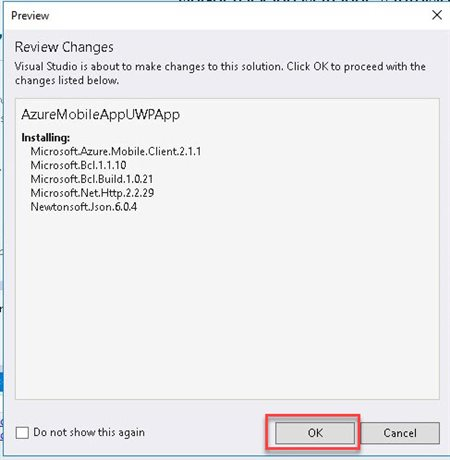 Preview
Review Changes
Visual Studio is about to make changes to this solution. Click OK to proceed with the
changes listed below.
AzureMobileAppUWPApp
Installing:
Microsoft.Azure.Mobile.Client.2.1.1
Microsoft.Bcl.1.1.10
Microsoft.Bcl.Build.1.0.21
Microsoft.Net.Http.2.2.29
Newtonsoft.Json.6.0.4
Do not show this again
OK
Cancel